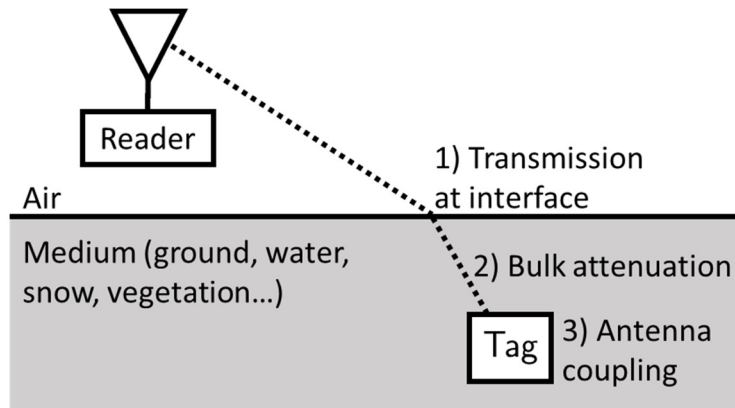 Reader
1) Transmission
at interface
Air
Medium (ground, water,
snow, vegetation...)
2) Bulk attenuation
Tag
3) Antenna
coupling